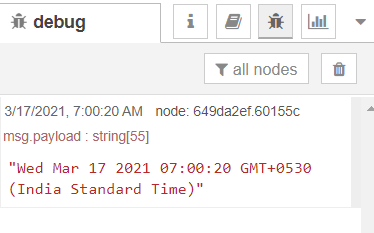 debug
i
all nodes
3/17/2021, 7:00:20 AM node: 649da2ef.60155c
msg.payload : string[55]
"Wed Mar 17 2021 07:00:20 GMT+0530
(India Standard Time)"